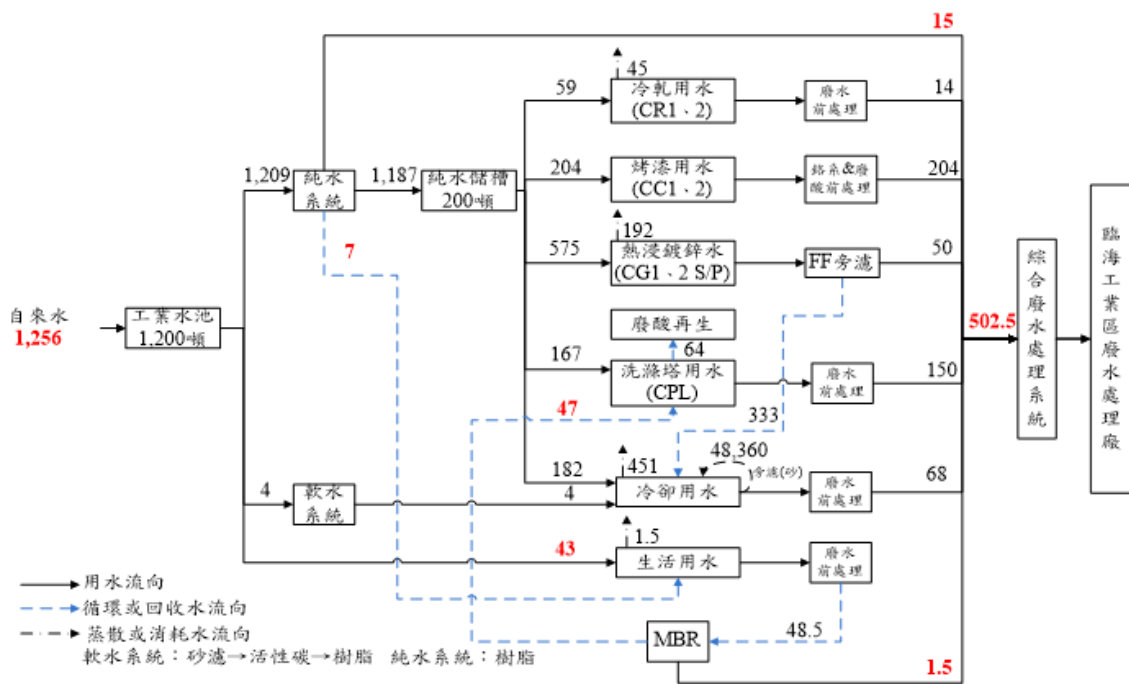 15
45
59
冷軋用水
(CR1、2)
廢水
前處理
14
1,209
純水
系統
1,187
純水儲槽
200噸
204
烤漆用水
(CC1、2)
鉻系&廢
酸前處理
204
7
192
575
熱浸鍍鋅水
(CG1、2 S/P)
FF旁濾
50
自來水
1,256
工業水池
1,200噸
廢酸再生
64
167
洗滌塔用水
(CPL)
廢水
前處理
150
502.5
綜合廢水處理系統
臨海工業區廢水處理廠
47
333
48,360
旁濾(砂)
451
182
4
冷卻用水
廢水
前處理
68
4
軟水
系統
1.5
43
生活用水
廢水
前處理
48.5
MBR
1.5
用水流向
循環或回收水流向
蒸散或消耗水流向
軟水系統：砂濾→活性碳→樹脂 純水系統：樹脂